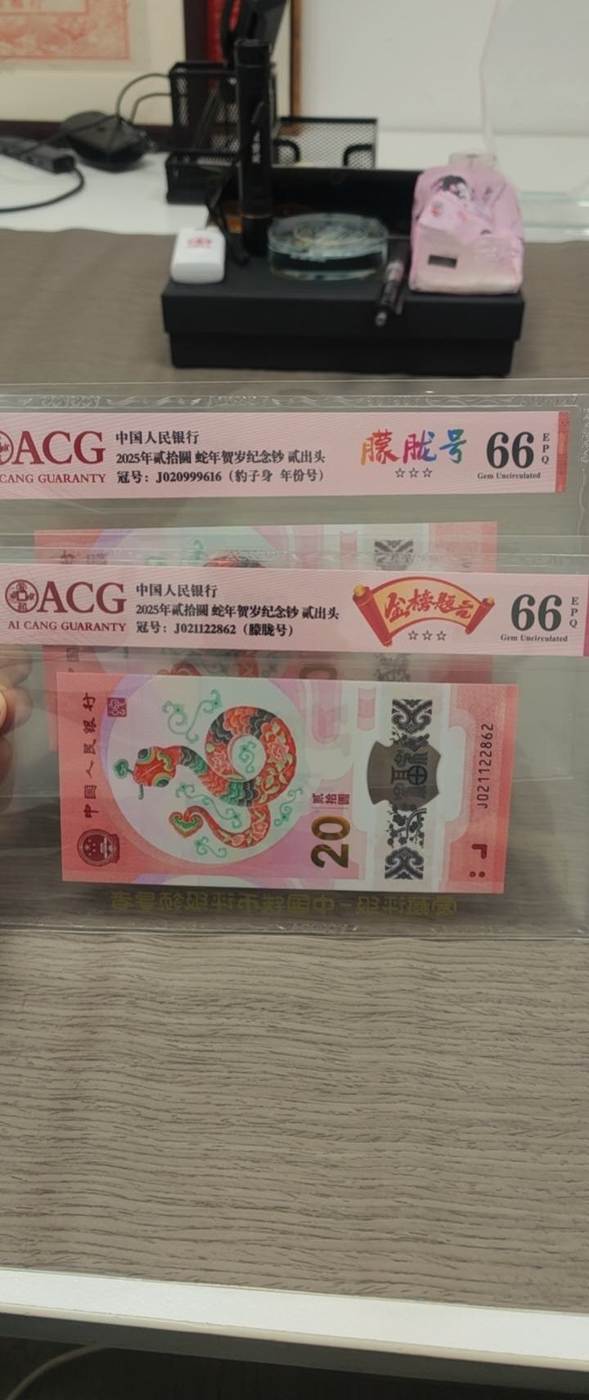 ACG
CANG GUARANTY
中国人民银行
2025年贰拾圆 蛇年贺岁纪念钞 贰出头
冠号：J020999616（豹子身 年份号）
朦胧号
☆☆☆
66
EPQ
Gem Uncirculated
ACG
AI CANG GUARANTY
中国人民银行
2025年贰拾圆 蛇年贺岁纪念钞 贰出头
冠号：J021122862（朦胧号）
金榜题名
☆☆☆
66
EPQ
Gem Uncirculated
中国人民银行
贰拾圆
20
J021122862